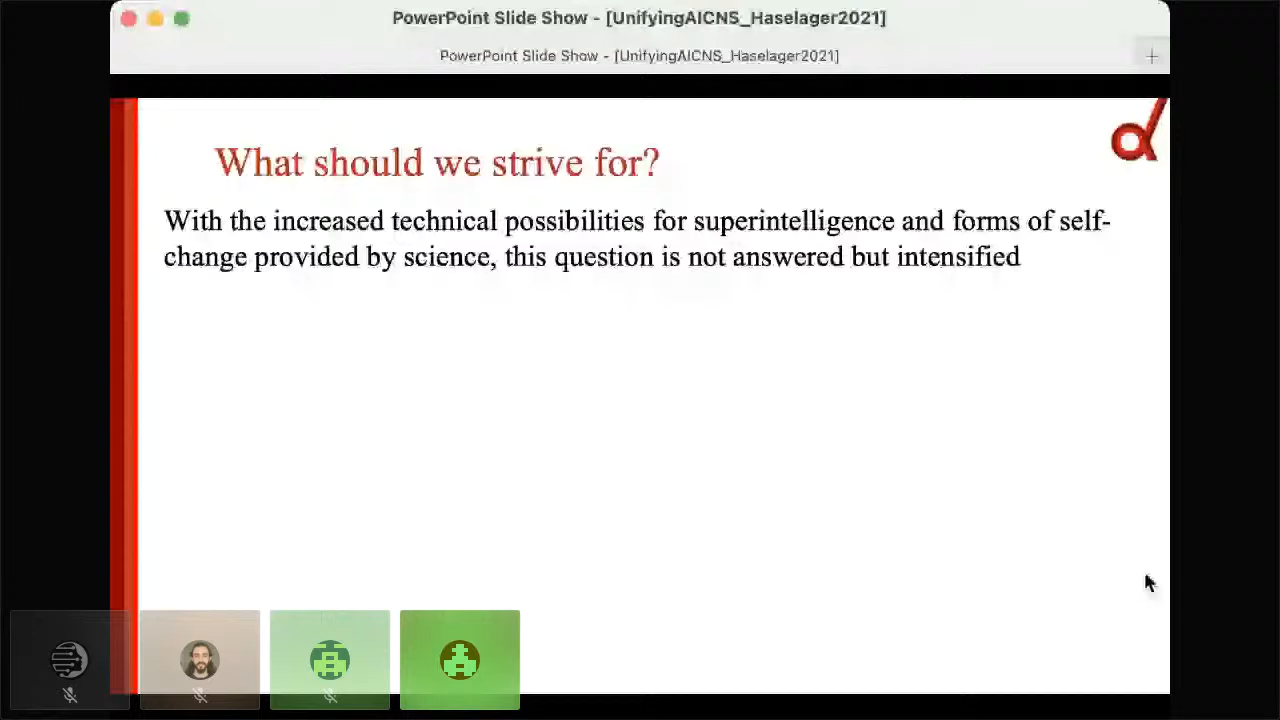 PowerPoint Slide Show - [UnifyingAICNS_Haselager2021]
PowerPoint Slide Show - [UnifyingAICNS_Haselager2021]
What should we strive for?
With the increased technical possibilities for superintelligence and forms of self-
change provided by science, this question is not answered but intensified